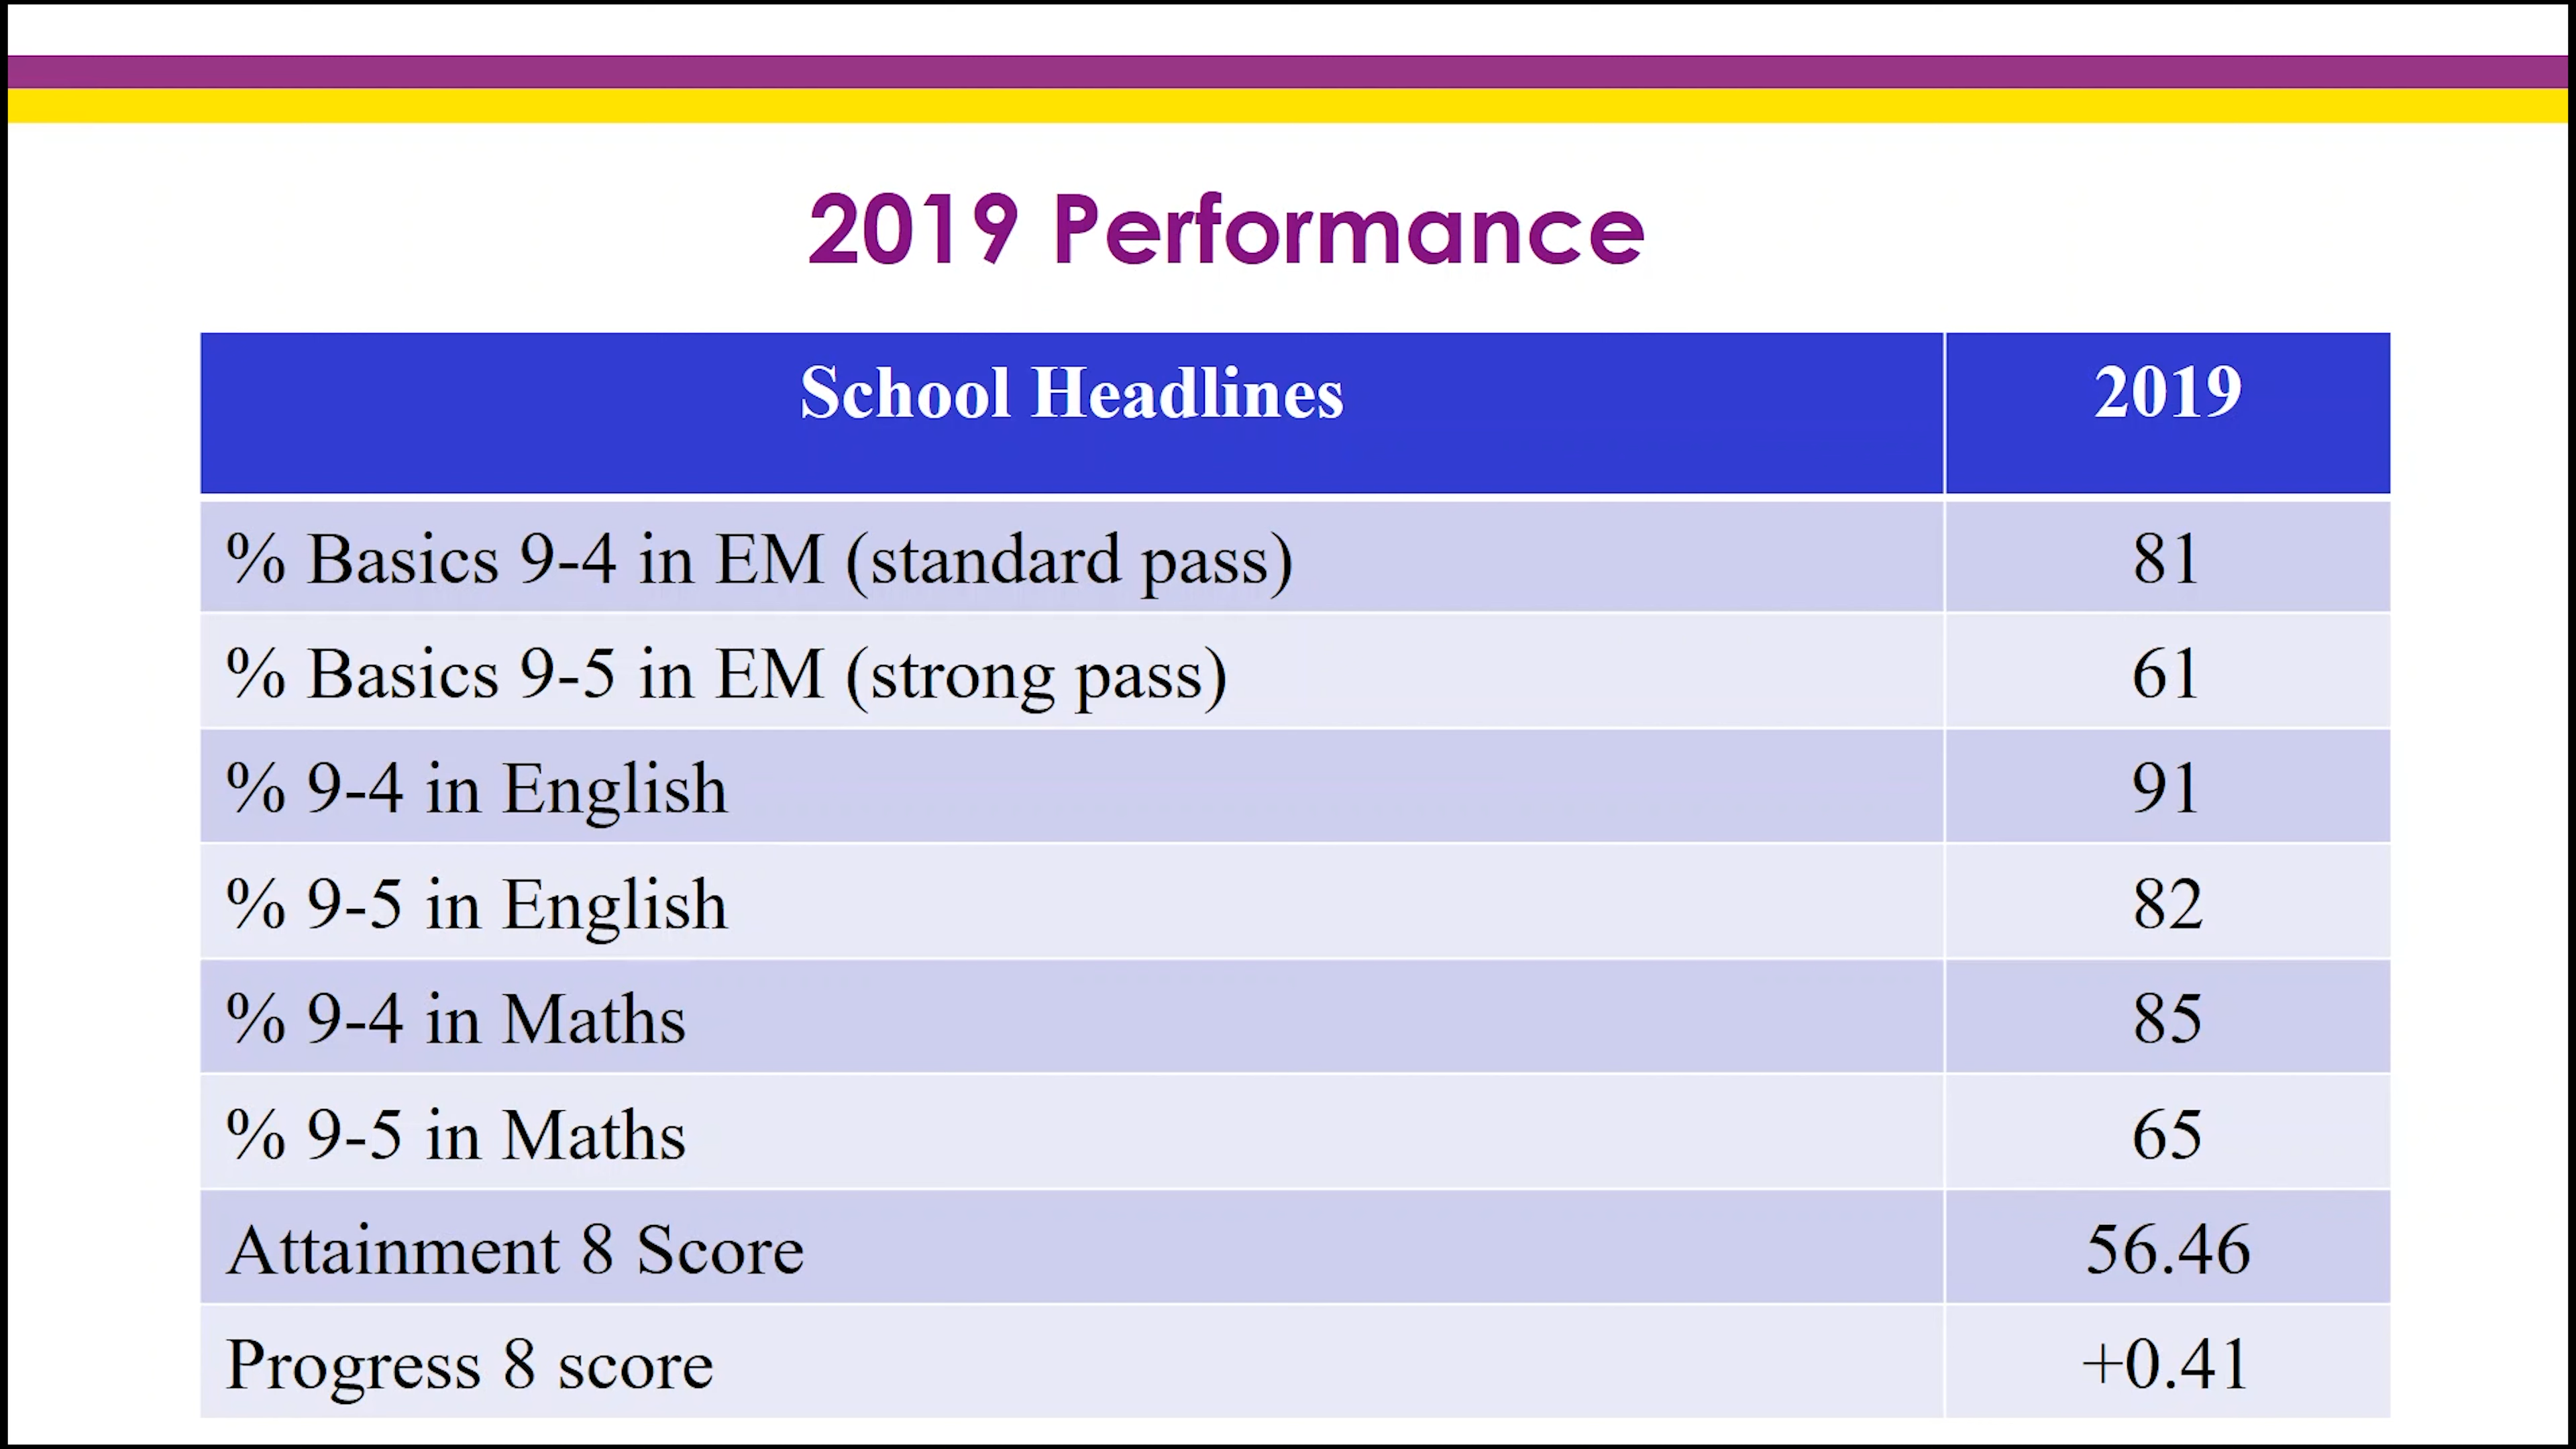 2019 Performance
School Headlines 2019
% Basics 9-4 in EM (standard pass) 81
% Basics 9-5 in EM (strong pass) 61
% 9-4 in English 91
% 9-5 in English 82
% 9-4 in Maths 85
% 9-5 in Maths 65
Attainment 8 Score 56.46
Progress 8 score +0.41